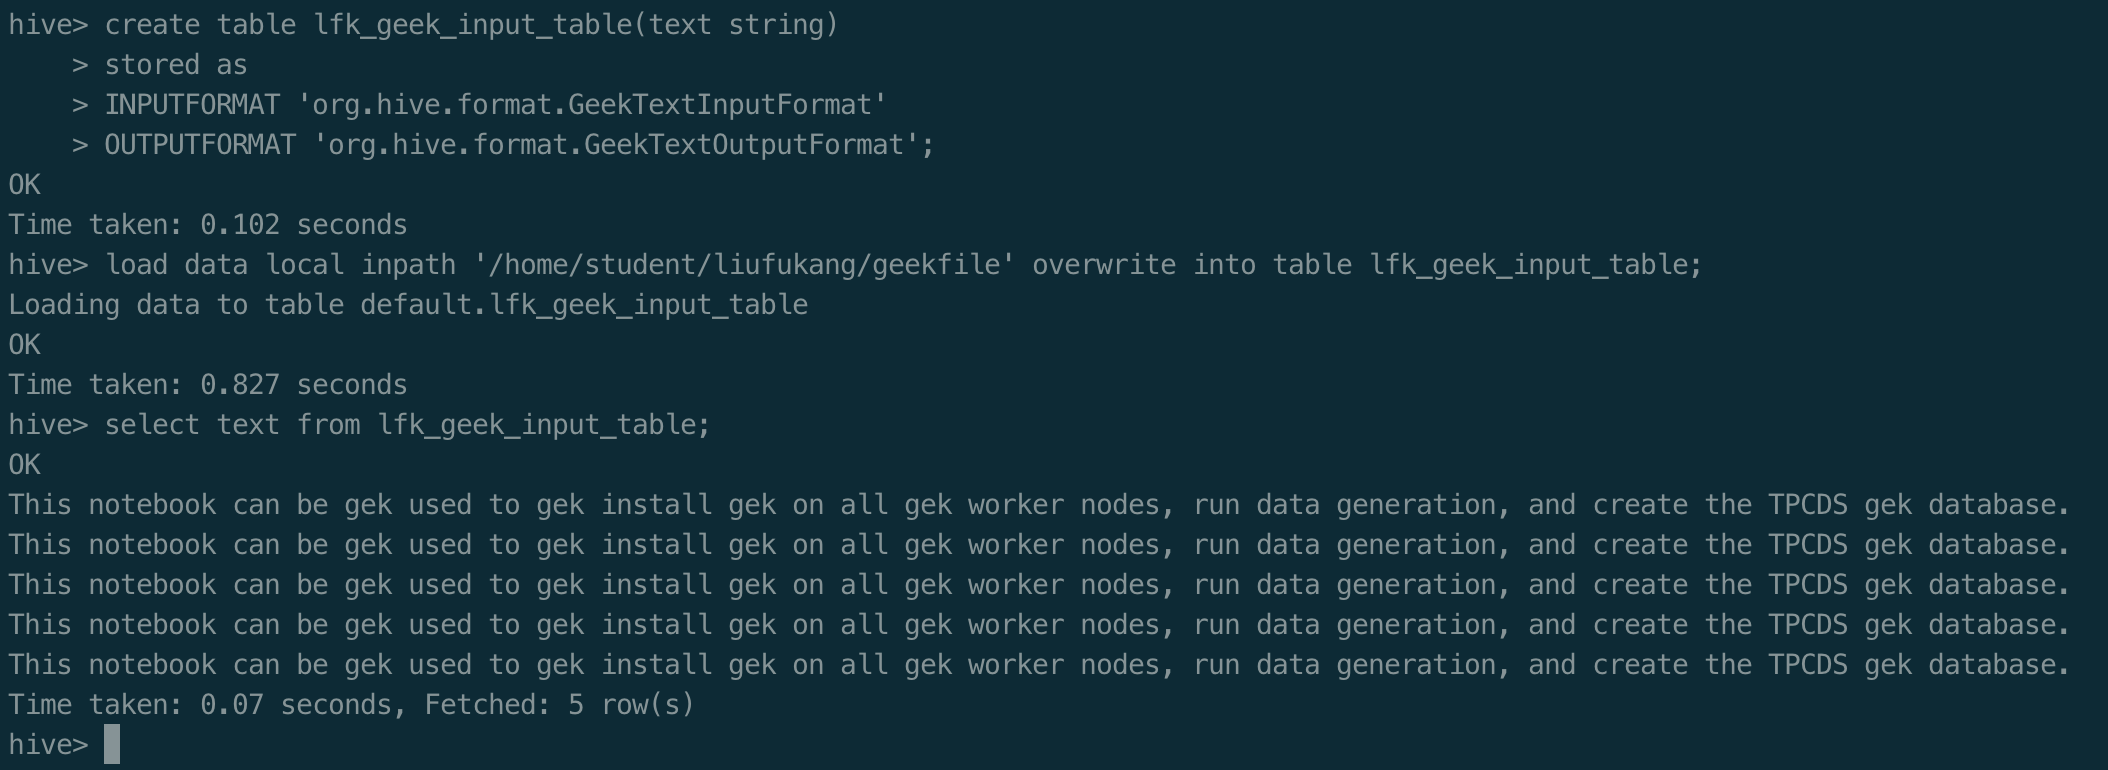 hive> create table lfk_geek_input_table(text string)
    > stored as
    > INPUTFORMAT 'org.hive.format.GeekTextInputFormat'
    > OUTPUTFORMAT 'org.hive.format.GeekTextOutputFormat';
OK
Time taken: 0.102 seconds
hive> load data local inpath '/home/student/liufukang/geekfile' overwrite into table lfk_geek_input_table;
Loading data to table default.lfk_geek_input_table
OK
Time taken: 0.827 seconds
hive> select text from lfk_geek_input_table;
OK
This notebook can be gek used to gek install gek on all gek worker nodes, run data generation, and create the TPCDS gek database.
This notebook can be gek used to gek install gek on all gek worker nodes, run data generation, and create the TPCDS gek database.
This notebook can be gek used to gek install gek on all gek worker nodes, run data generation, and create the TPCDS gek database.
This notebook can be gek used to gek install gek on all gek worker nodes, run data generation, and create the TPCDS gek database.
This notebook can be gek used to gek install gek on all gek worker nodes, run data generation, and create the TPCDS gek database.
Time taken: 0.07 seconds, Fetched: 5 row(s)
hive>